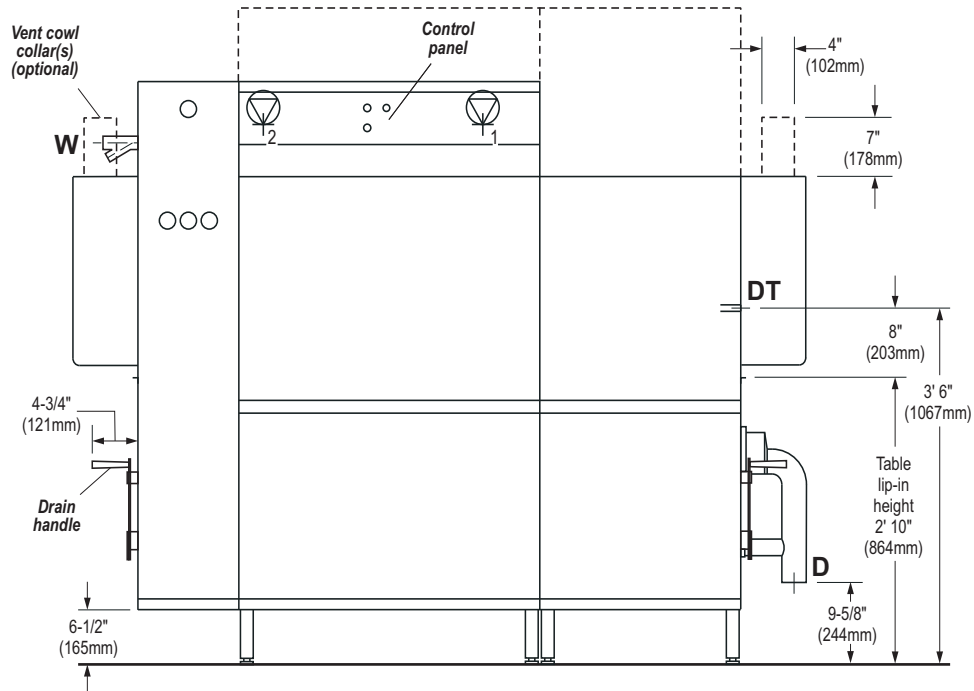 Vent cowl
collar(s)
(optional)
Control
panel
4"
(102mm)
W
2
1
7"
(178mm)
DT
8"
(203mm)
3' 6"
(1067mm)
4-3/4"
(121mm)
Drain
handle
Table
lip-in
height
2' 10"
(864mm)
D
6-1/2"
(165mm)
9-5/8"
(244mm)